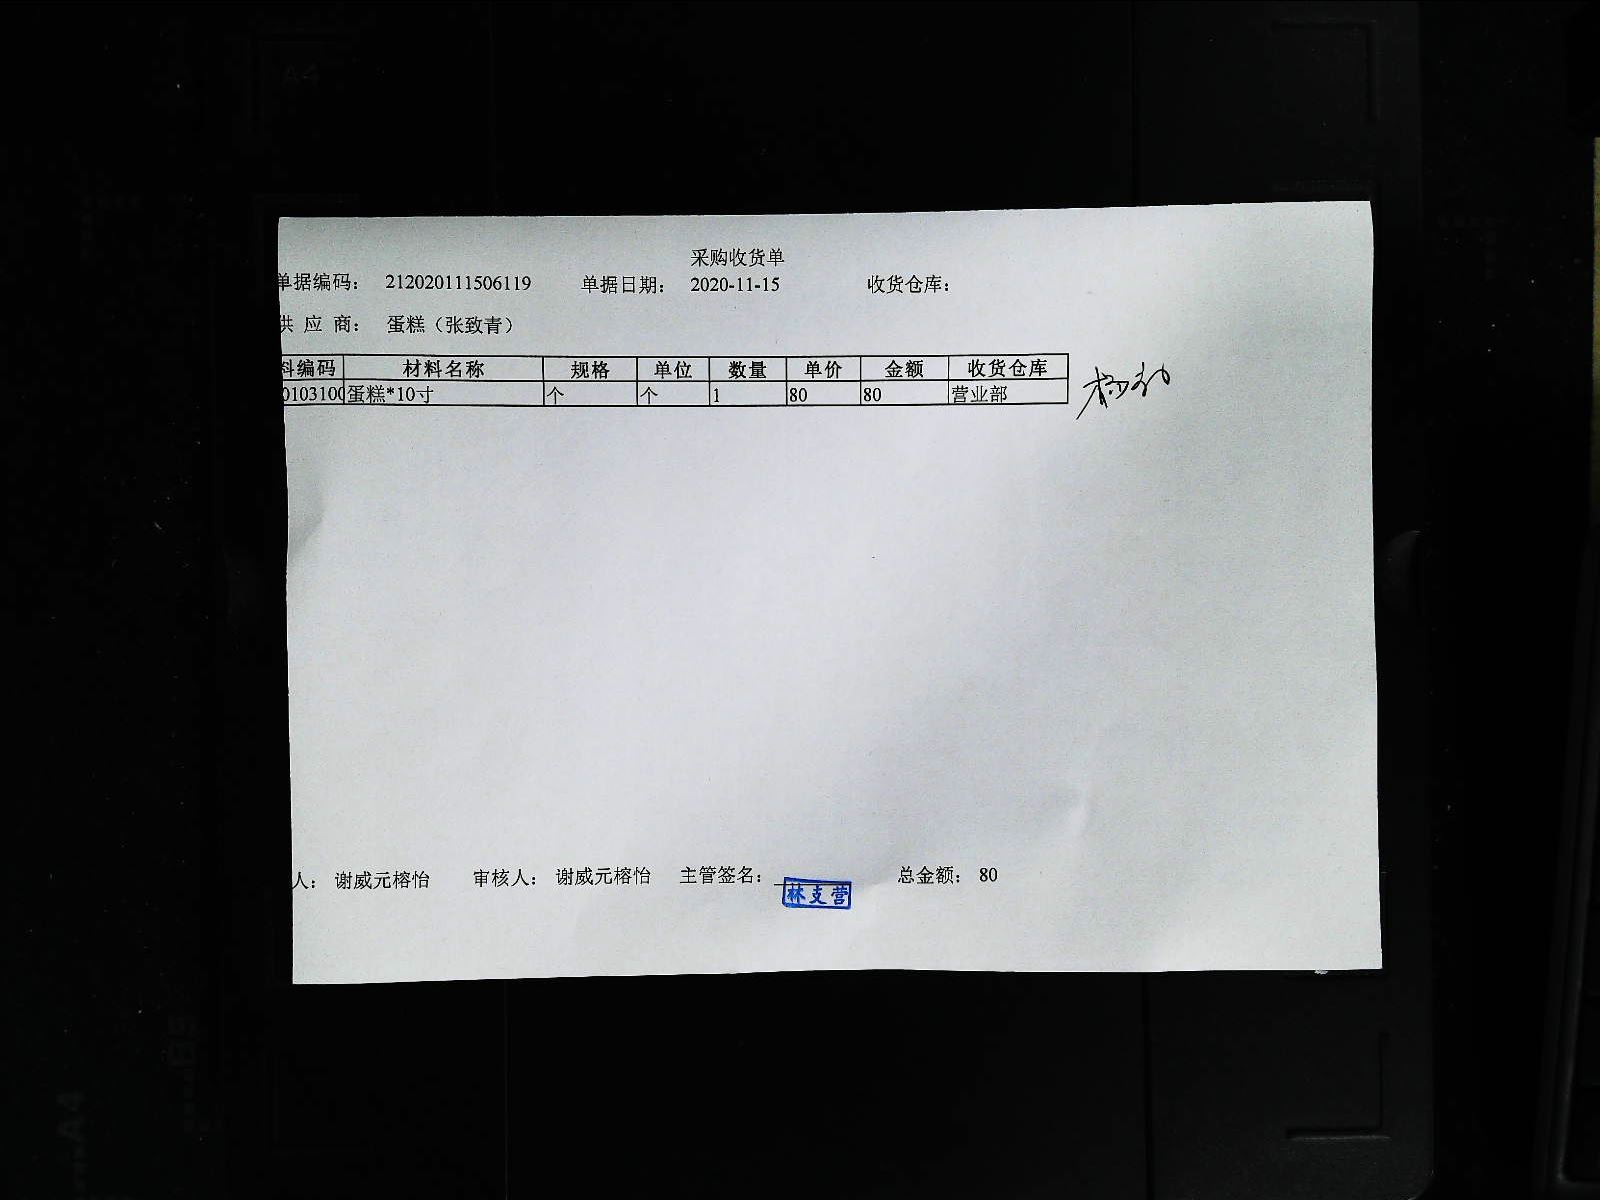 采购收货单
单据编码： 212020111506119 单据日期： 2020-11-15 收货仓库：
供 应 商： 蛋糕（张致青）
料编码 材料名称 规格 单位 数量 单价 金额 收货仓库
0103100 蛋糕*10寸 个 个 1 80 80 营业部
人： 谢威元榕怡 审核人： 谢威元榕怡 主管签名： 总金额： 80
林支营
A4
A4